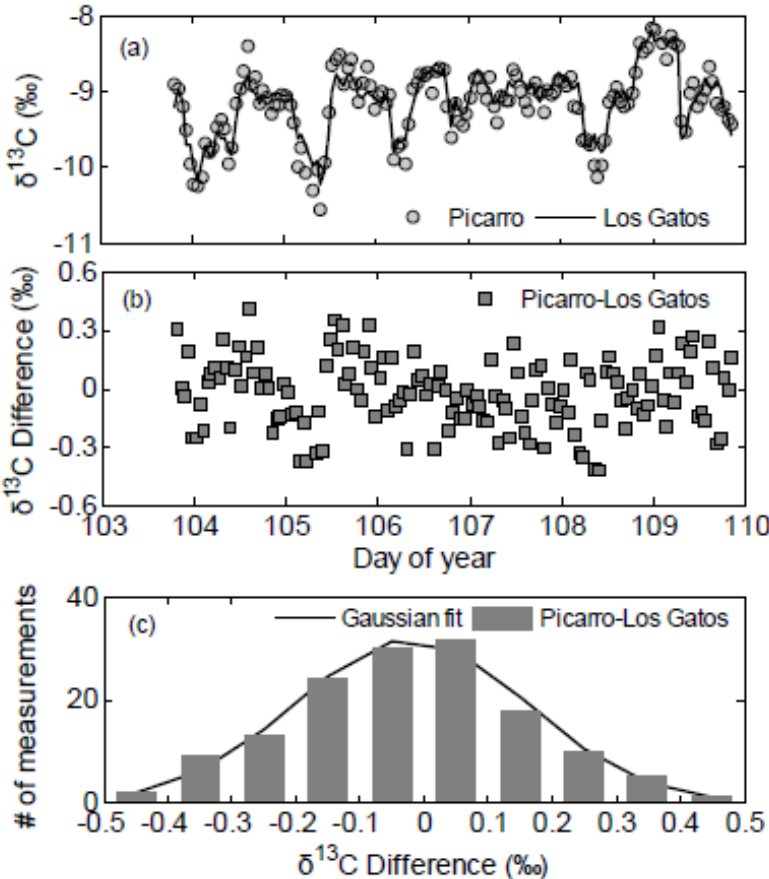 -8
(a)
-9
δ¹³C (‰)
-10
Picarro Los Gatos
-11
0.6
(b) Picarro-Los Gatos
0.3
δ¹³C Difference (‰)
0
-0.3
-0.6
103 104 105 106 107 108 109 110
Day of year
40
(c) Gaussian fit Picarro-Los Gatos
# of measurements
20
0
-0.5 -0.4 -0.3 -0.2 -0.1 0 0.1 0.2 0.3 0.4 0.5
δ¹³C Difference (‰)